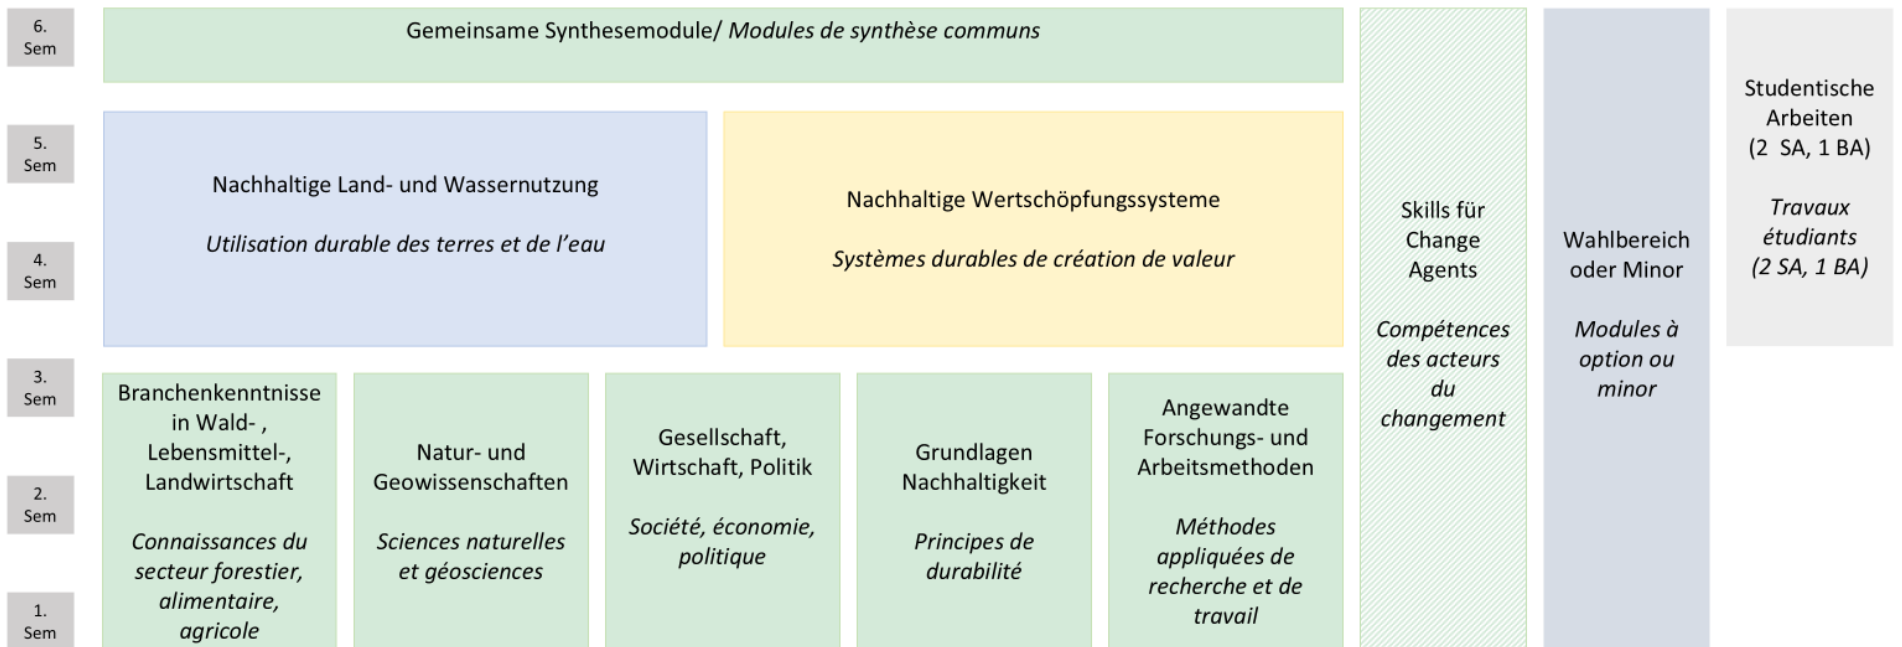 6.
Sem
Gemeinsame Synthesemodule/ Modules de synthèse communs
5.
Sem
4.
Sem
Nachhaltige Land- und Wassernutzung
Utilisation durable des terres et de l’eau
Nachhaltige Wertschöpfungssysteme
Systèmes durables de création de valeur
3.
Sem
2.
Sem
1.
Sem
Branchenkenntnisse
in Wald- ,
Lebensmittel-,
Landwirtschaft
Connaissances du
secteur forestier,
alimentaire,
agricole
Natur- und
Geowissenschaften
Sciences naturelles
et géosciences
Gesellschaft,
Wirtschaft, Politik
Société, économie,
politique
Grundlagen
Nachhaltigkeit
Principes de
durabilité
Angewandte
Forschungs- und
Arbeitsmethoden
Méthodes
appliquées de
recherche et de
travail
Skills für
Change
Agents
Compétences
des acteurs
du
changement
Wahlbereich
oder Minor
Modules à
option ou
minor
Studentische
Arbeiten
(2 SA, 1 BA)
Travaux
étudiants
(2 SA, 1 BA)